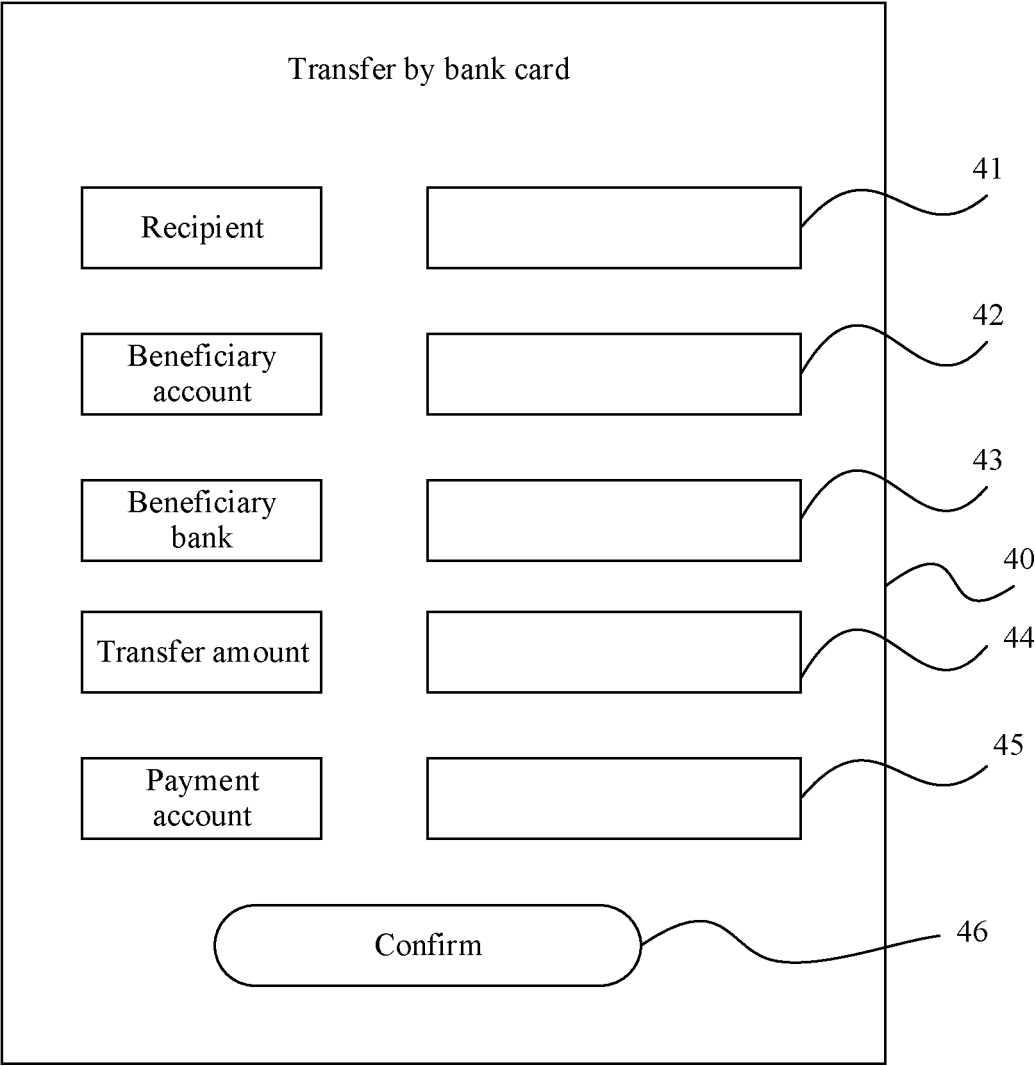 Transfer by bank card
41
Recipient
42
Beneficiary
account
43
Beneficiary
bank
40
44
Transfer amount
45
Payment
account
46
Confirm